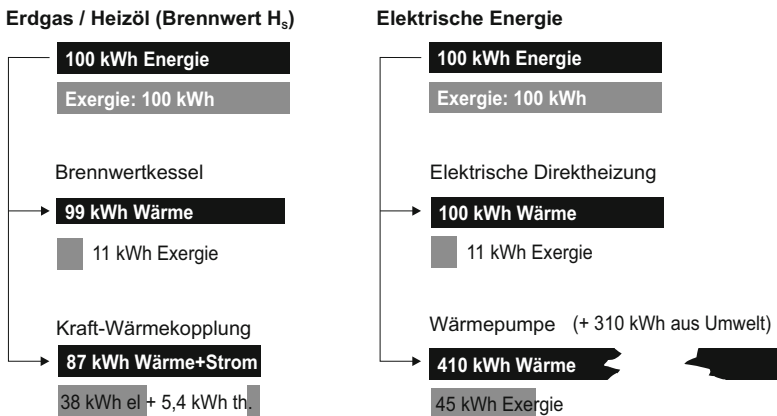 Erdgas / Heizöl (Brennwert Hs)
100 kWh Energie
Exergie: 100 kWh
Brennwertkessel
99 kWh Wärme
11 kWh Exergie
Kraft-Wärmekopplung
87 kWh Wärme+Strom
38 kWh el + 5,4 kWh th.
Elektrische Energie
100 kWh Energie
Exergie: 100 kWh
Elektrische Direktheizung
100 kWh Wärme
11 kWh Exergie
Wärmepumpe (+ 310 kWh aus Umwelt)
410 kWh Wärme
45 kWh Exergie